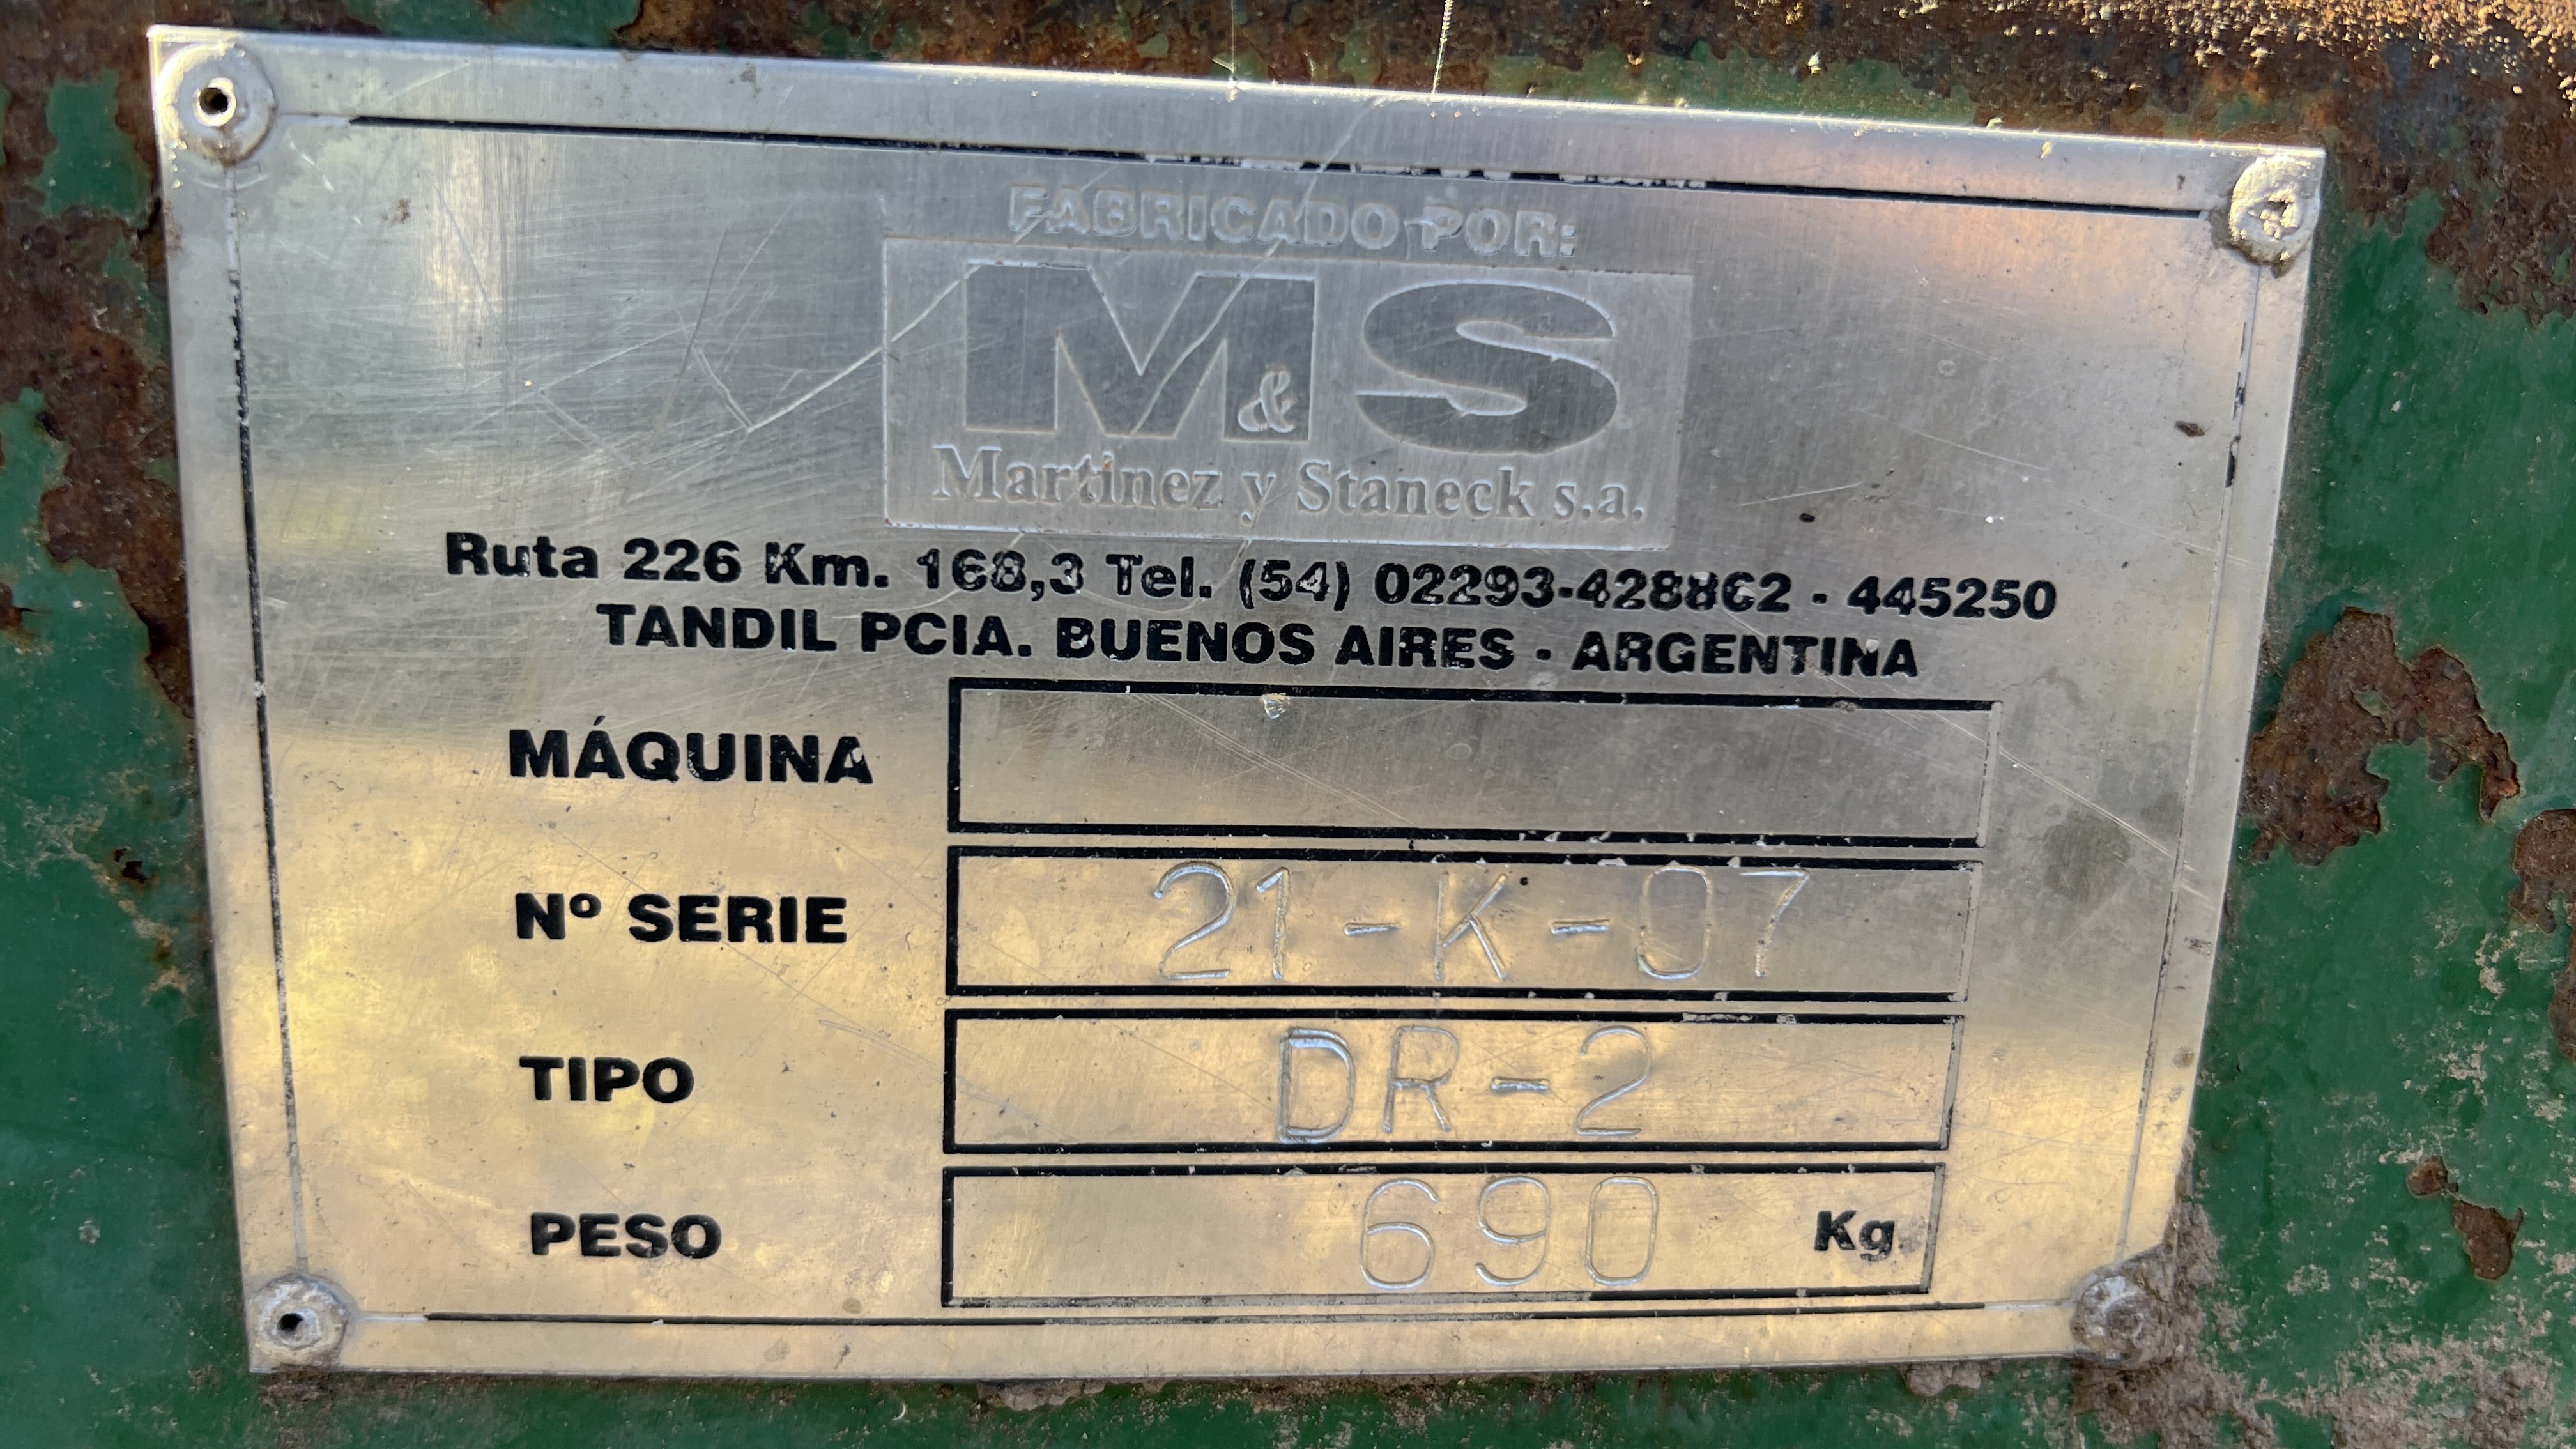 FABRICADO POR:
M&S
Martinez y Staneck s.a.
Ruta 226 Km. 168,3 Tel. (54) 02293-428862 - 445250
TANDIL PCIA. BUENOS AIRES - ARGENTINA
MÁQUINA
Nº SERIE 21-K-07
TIPO DR-2
PESO 690 Kg